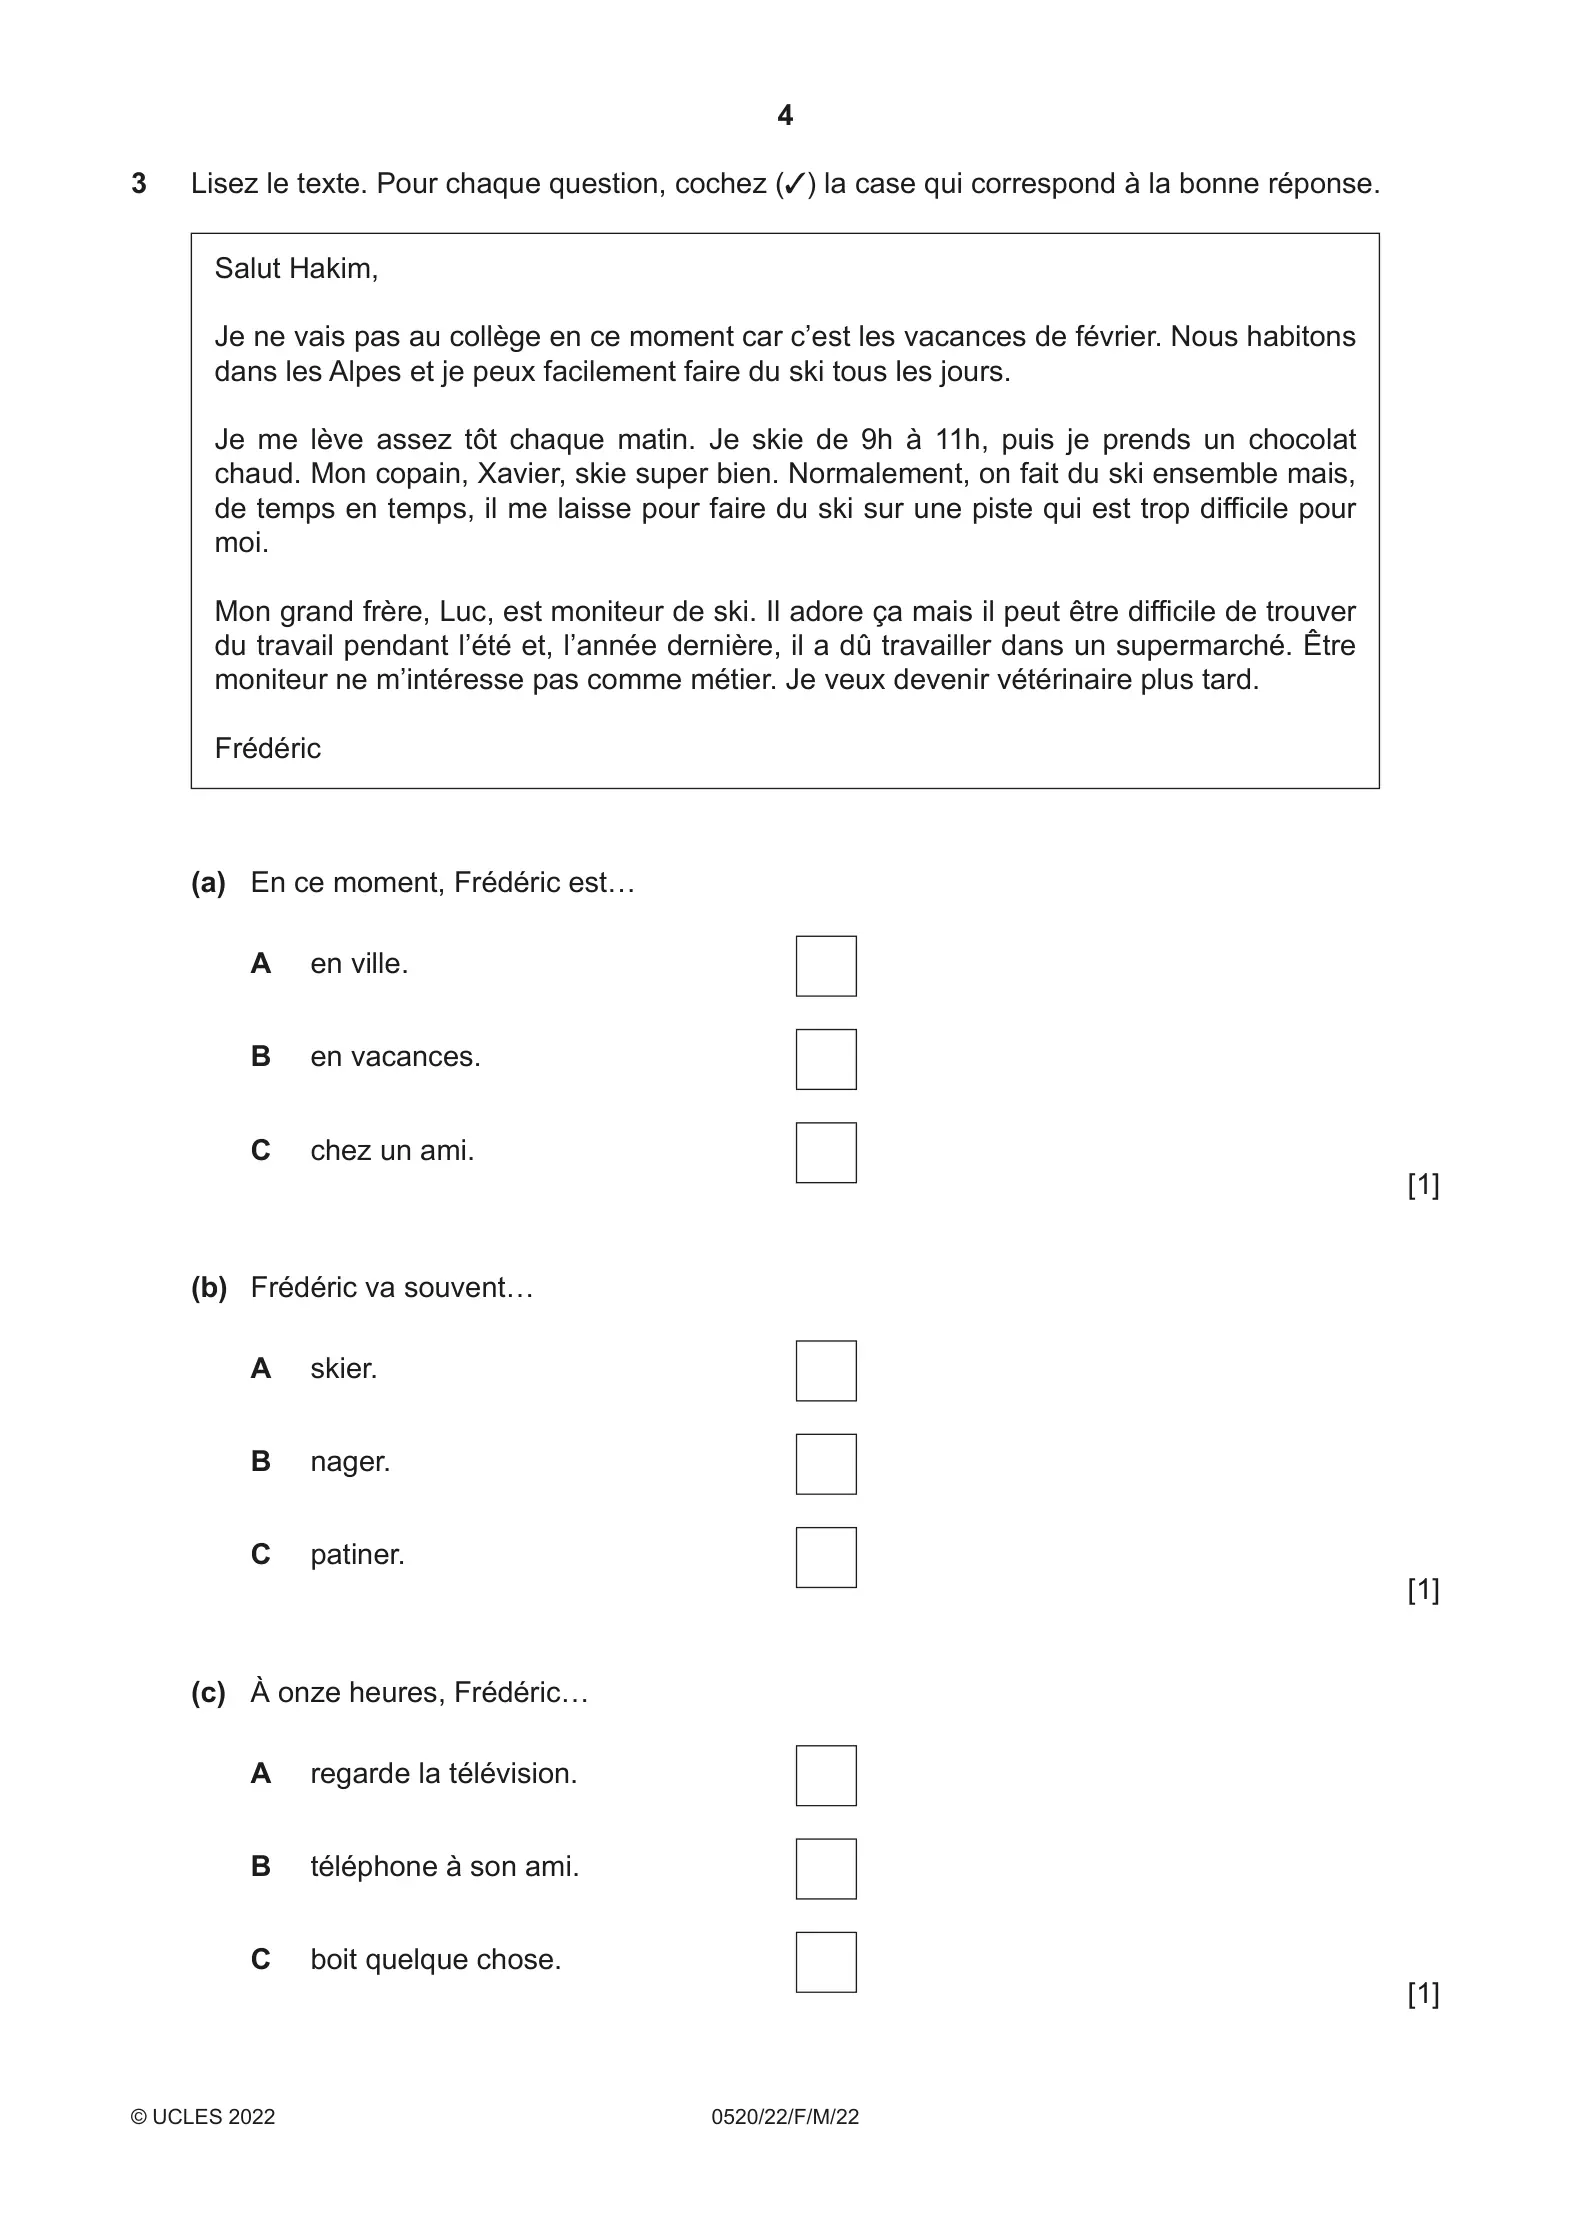 4
3 Lisez le texte. Pour chaque question, cochez (✓) la case qui correspond à la bonne réponse.
Salut Hakim,
Je ne vais pas au collège en ce moment car c’est les vacances de février. Nous habitons
dans les Alpes et je peux facilement faire du ski tous les jours.
Je me lève assez tôt chaque matin. Je skie de 9h à 11h, puis je prends un chocolat
chaud. Mon copain, Xavier, skie super bien. Normalement, on fait du ski ensemble mais,
de temps en temps, il me laisse pour faire du ski sur une piste qui est trop difficile pour
moi.
Mon grand frère, Luc, est moniteur de ski. Il adore ça mais il peut être difficile de trouver
du travail pendant l’été et, l’année dernière, il a dû travailler dans un supermarché. Être
moniteur ne m’intéresse pas comme métier. Je veux devenir vétérinaire plus tard.
Frédéric
(a) En ce moment, Frédéric est…
A en ville.
B en vacances.
C chez un ami.
[1]
(b) Frédéric va souvent…
A skier.
B nager.
C patiner.
[1]
(c) À onze heures, Frédéric…
A regarde la télévision.
B téléphone à son ami.
C boit quelque chose.
[1]
© UCLES 2022 0520/22/F/M/22